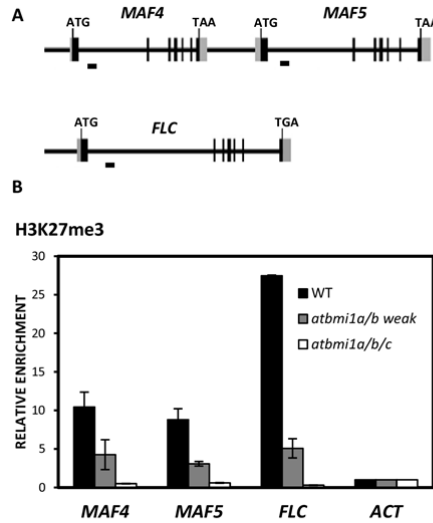 A
MAF4
MAF5
ATG
TAA
ATG
TAA
FLC
ATG
TGA
B
H3K27me3
RELATIVE ENRICHMENT
30
25
20
15
10
5
0
WT
atbmi1a/b weak
atbmi1a/b/c
MAF4
MAF5
FLC
ACT